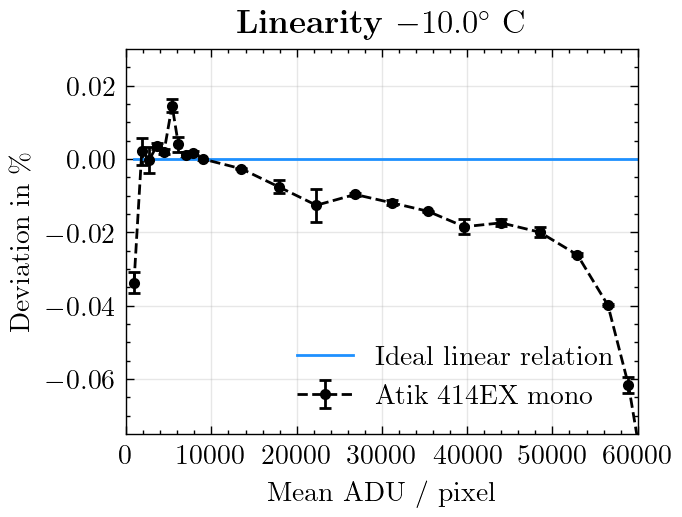 Linearity −10.0° C
0.02
0.00
−0.02
−0.04
−0.06
Deviation in %
Ideal linear relation
Atik 414EX mono
0 10000 20000 30000 40000 50000 60000
Mean ADU / pixel